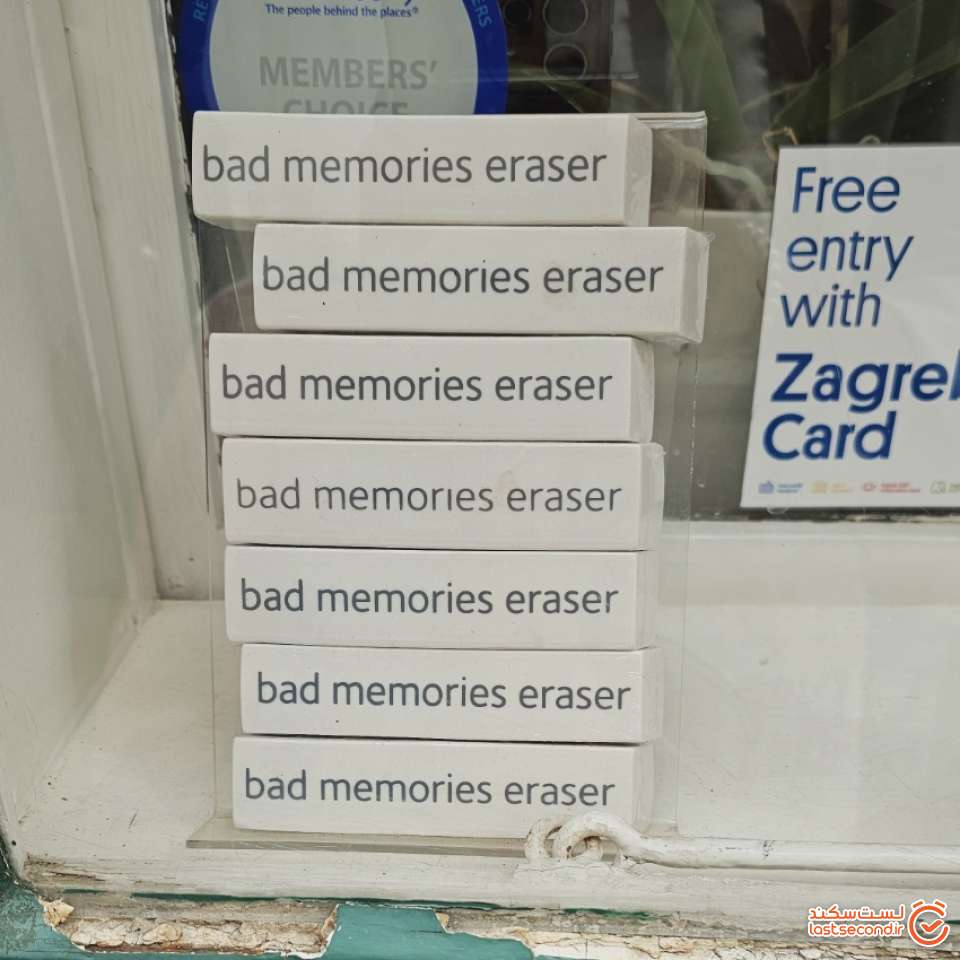 The people behind the places®
MEMBERS'
CHOICE
bad memories eraser
bad memories eraser
bad memories eraser
bad memories eraser
bad memories eraser
bad memories eraser
bad memories eraser
Free
entry
with
Card
لست‌سکند
lastsecond.ir